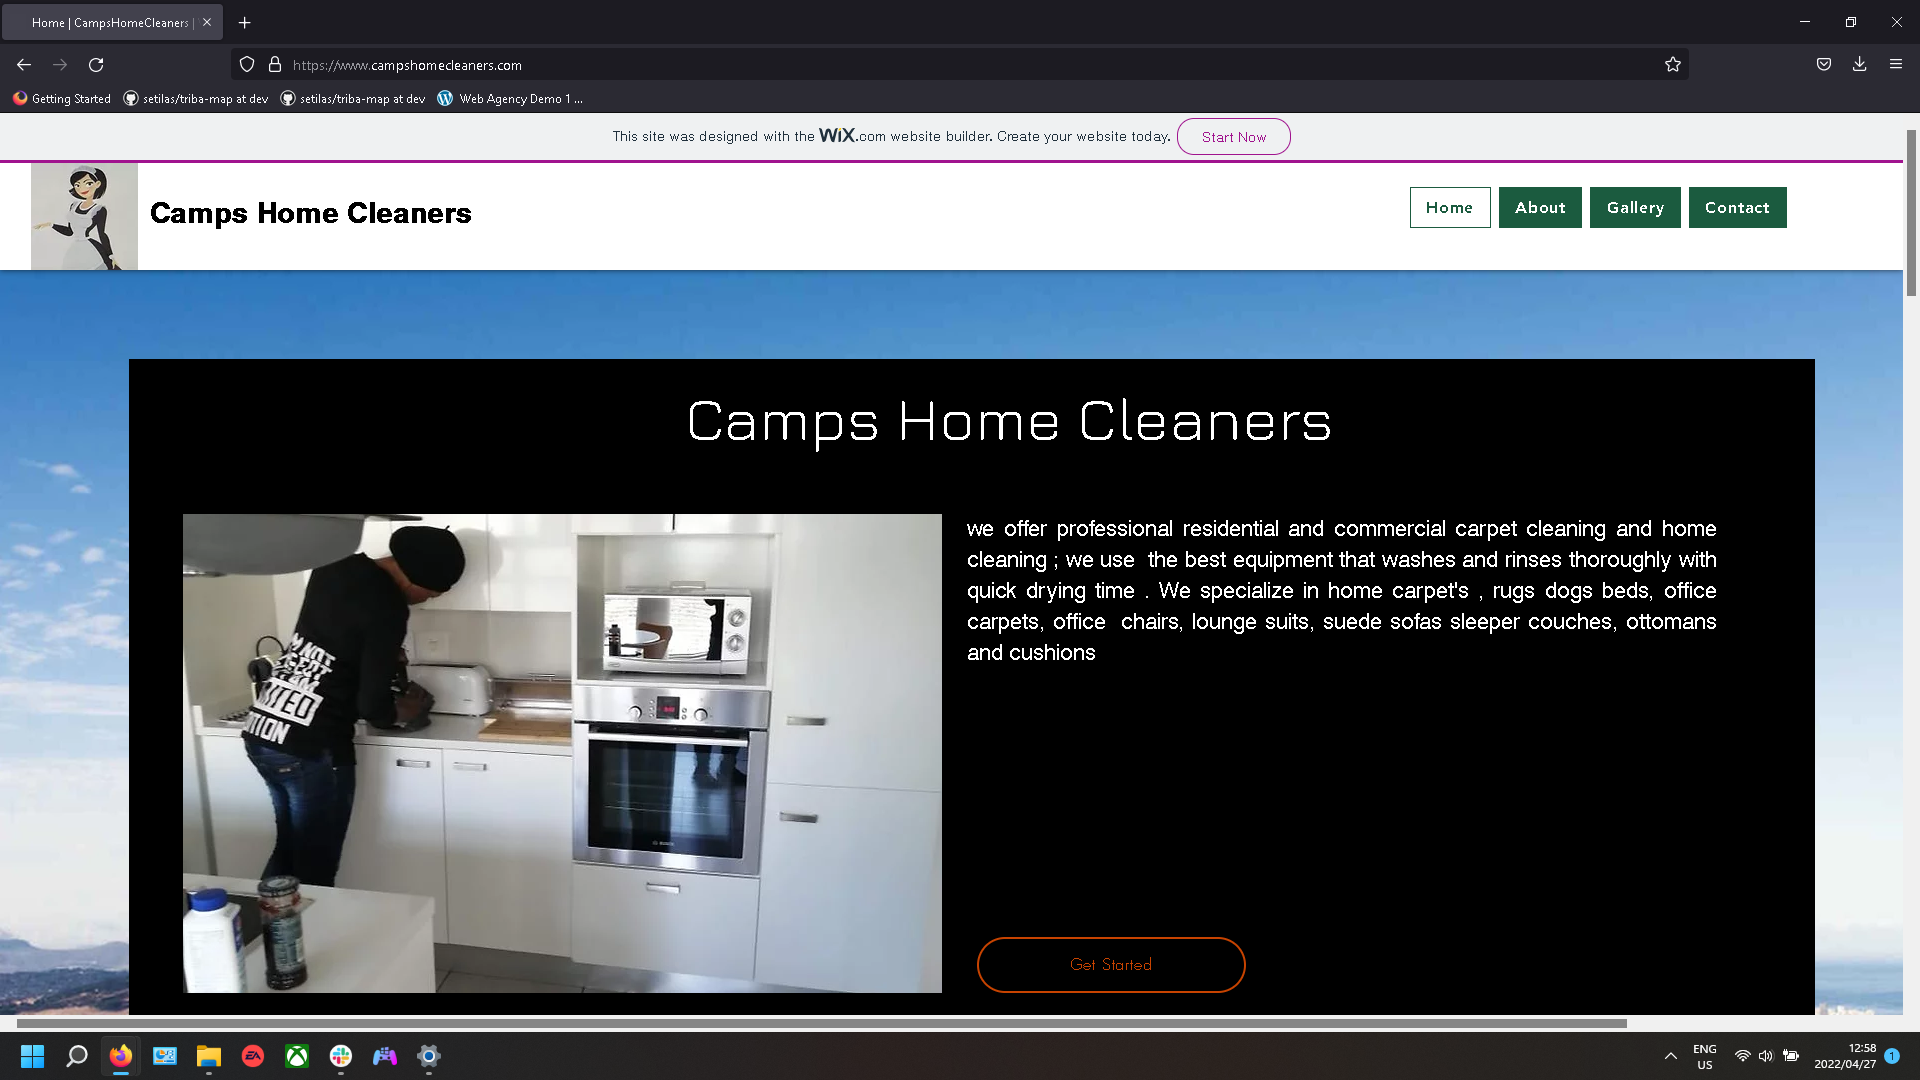 Home | CampsHomeCleaners |
https://www.campshomecleaners.com
Getting Started
setilas/triba-map at dev
setilas/triba-map at dev
Web Agency Demo 1 ...
This site was designed with the WiX.com website builder. Create your website today.
Start Now
Camps Home Cleaners
Home
About
Gallery
Contact
Camps Home Cleaners
we offer professional residential and commercial carpet cleaning and home
cleaning ; we use the best equipment that washes and rinses thoroughly with
quick drying time . We specialize in home carpet's , rugs dogs beds, office
carpets, office chairs, lounge suits, suede sofas sleeper couches, ottomans
and cushions
NOT
BOSCH
Get Started
EA
ENG
US
12:58
2022/04/27
1